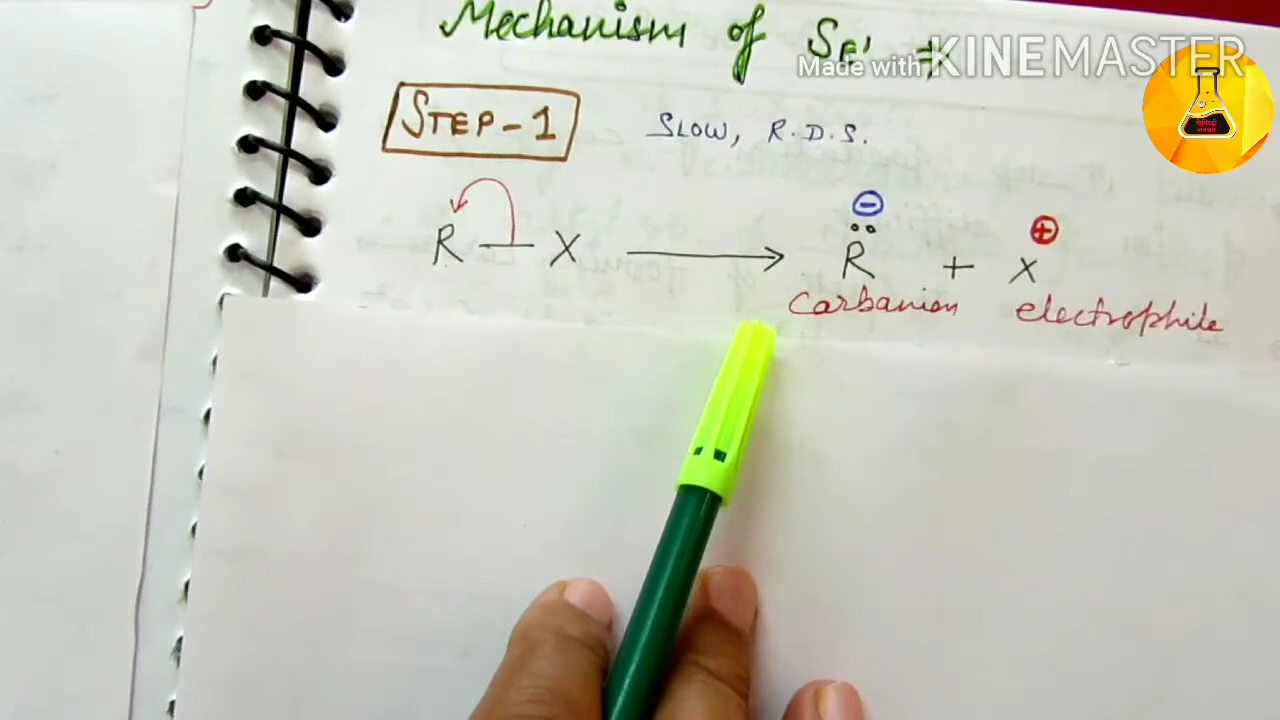 Mechanism of SE' →
Made with KINEMASTER
STEP-1
SLOW, R.D.S.
R — X ⟶ R̈⊖ + X⊕
carbanion electrophile